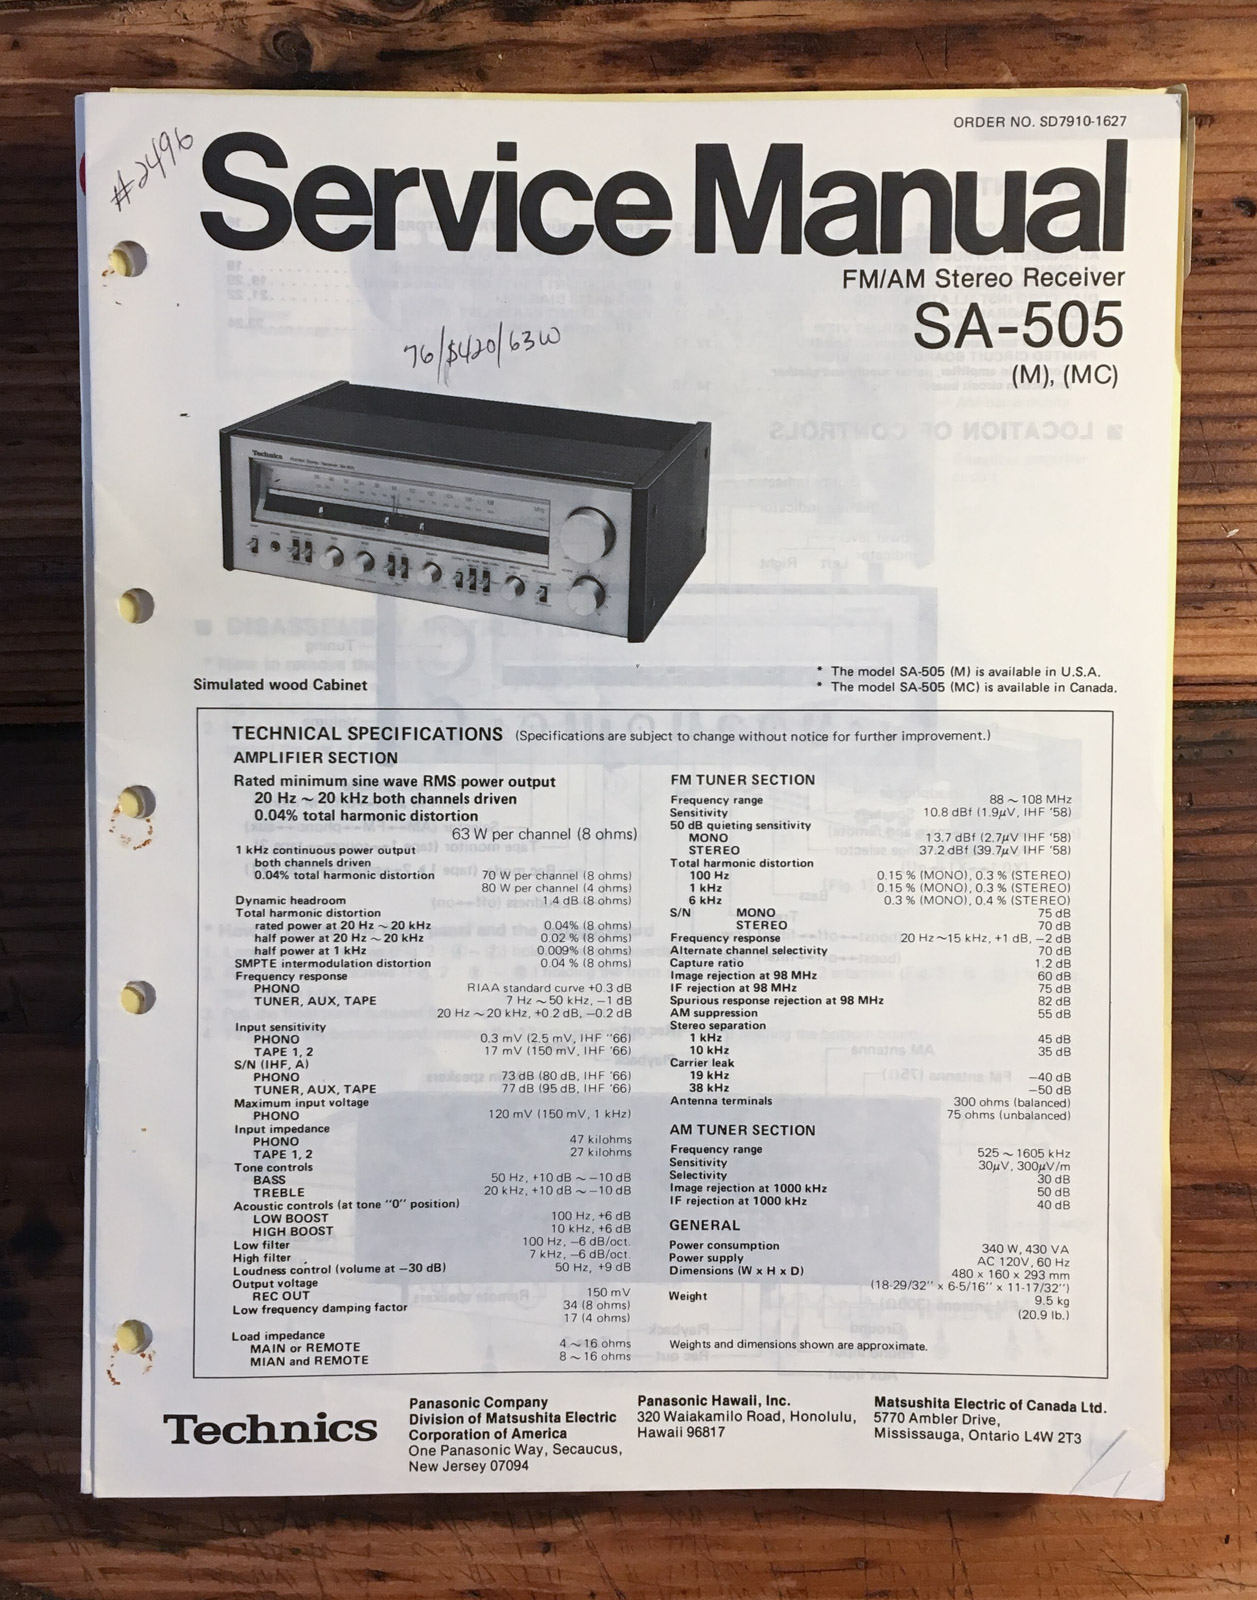 ORDER NO. SD7910-1627
#2496
Service Manual
FM/AM Stereo Receiver
SA-505
(M), (MC)
76/$420/63W
Technics
* The model SA-505 (M) is available in U.S.A.
* The model SA-505 (MC) is available in Canada.
Simulated wood Cabinet
TECHNICAL SPECIFICATIONS (Specifications are subject to change without notice for further improvement.)
AMPLIFIER SECTION
Rated minimum sine wave RMS power output
20 Hz ~ 20 kHz both channels driven
0.04% total harmonic distortion
63 W per channel (8 ohms)
1 kHz continuous power output
both channels driven
0.04% total harmonic distortion 70 W per channel (8 ohms)
80 W per channel (4 ohms)
Dynamic headroom 1.4 dB (8 ohms)
Total harmonic distortion
rated power at 20 Hz ~ 20 kHz 0.04% (8 ohms)
half power at 20 Hz ~ 20 kHz 0.02 % (8 ohms)
half power at 1 kHz 0.009% (8 ohms)
SMPTE intermodulation distortion 0.04 % (8 ohms)
Frequency response
PHONO RIAA standard curve +0.3 dB
TUNER, AUX, TAPE 7 Hz ~ 50 kHz, −1 dB
20 Hz ~ 20 kHz, +0.2 dB, −0.2 dB
Input sensitivity
PHONO 0.3 mV (2.5 mV, IHF ''66)
TAPE 1, 2 17 mV (150 mV, IHF '66)
S/N (IHF, A)
PHONO 73 dB (80 dB, IHF '66)
TUNER, AUX, TAPE 77 dB (95 dB, IHF '66)
Maximum input voltage
PHONO 120 mV (150 mV, 1 kHz)
Input impedance
PHONO 47 kilohms
TAPE 1, 2 27 kilohms
Tone controls
BASS 50 Hz, +10 dB ~ −10 dB
TREBLE 20 kHz, +10 dB ~ −10 dB
Acoustic controls (at tone "0" position)
LOW BOOST 100 Hz, +6 dB
HIGH BOOST 10 kHz, +6 dB
Low filter 100 Hz, −6 dB/oct.
High filter 7 kHz, −6 dB/oct.
Loudness control (volume at −30 dB) 50 Hz, +9 dB
Output voltage
REC OUT 150 mV
Low frequency damping factor 34 (8 ohms)
17 (4 ohms)
Load impedance
MAIN or REMOTE 4 ~ 16 ohms
MIAN and REMOTE 8 ~ 16 ohms
FM TUNER SECTION
Frequency range 88 ~ 108 MHz
Sensitivity 10.8 dBf (1.9µV, IHF '58)
50 dB quieting sensitivity
MONO 13.7 dBf (2.7µV IHF '58)
STEREO 37.2 dBf (39.7µV IHF '58)
Total harmonic distortion
100 Hz 0.15 % (MONO), 0.3 % (STEREO)
1 kHz 0.15 % (MONO), 0.3 % (STEREO)
6 kHz 0.3 % (MONO), 0.4 % (STEREO)
S/N MONO 75 dB
STEREO 70 dB
Frequency response 20 Hz ~ 15 kHz, +1 dB, −2 dB
Alternate channel selectivity 70 dB
Capture ratio 1.2 dB
Image rejection at 98 MHz 60 dB
IF rejection at 98 MHz 75 dB
Spurious response rejection at 98 MHz 82 dB
AM suppression 55 dB
Stereo separation
1 kHz 45 dB
10 kHz 35 dB
Carrier leak
19 kHz −40 dB
38 kHz −50 dB
Antenna terminals 300 ohms (balanced)
75 ohms (unbalanced)
AM TUNER SECTION
Frequency range 525 ~ 1605 kHz
Sensitivity 30µV, 300µV/m
Selectivity 30 dB
Image rejection at 1000 kHz 50 dB
IF rejection at 1000 kHz 40 dB
GENERAL
Power consumption 340 W, 430 VA
Power supply AC 120V, 60 Hz
Dimensions (W x H x D) 480 x 160 x 293 mm
(18-29/32" x 6-5/16" x 11-17/32")
Weight 9.5 kg
(20.9 lb.)
Weights and dimensions shown are approximate.
Technics
Panasonic Company
Division of Matsushita Electric
Corporation of America
One Panasonic Way, Secaucus,
New Jersey 07094
Panasonic Hawaii, Inc.
320 Waiakamilo Road, Honolulu,
Hawaii 96817
Matsushita Electric of Canada Ltd.
5770 Ambler Drive,
Mississauga, Ontario L4W 2T3